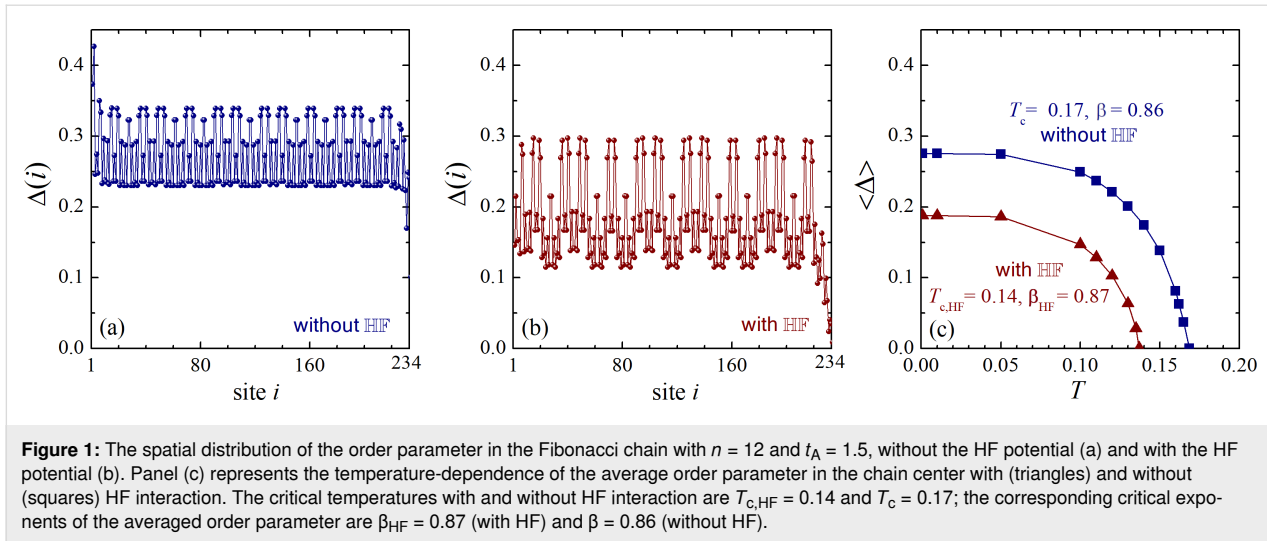 0.4
0.3
0.2
0.1
0.0
Δ(i)
(a)
without ℍ𝔽
1
80
160
234
site i
0.4
0.3
0.2
0.1
0.0
Δ(i)
(b)
with ℍ𝔽
1
80
160
234
site i
0.4
0.3
0.2
0.1
0.0
<Δ>
T_c = 0.17, β = 0.86
without ℍ𝔽
with ℍ𝔽
T_c,HF = 0.14, β_HF = 0.87
(c)
0.00
0.05
0.10
0.15
0.20
T
Figure 1: The spatial distribution of the order parameter in the Fibonacci chain with n = 12 and t_A = 1.5, without the HF potential (a) and with the HF
potential (b). Panel (c) represents the temperature-dependence of the average order parameter in the chain center with (triangles) and without
(squares) HF interaction. The critical temperatures with and without HF interaction are T_c,HF = 0.14 and T_c = 0.17; the corresponding critical expo-
nents of the averaged order parameter are β_HF = 0.87 (with HF) and β = 0.86 (without HF).